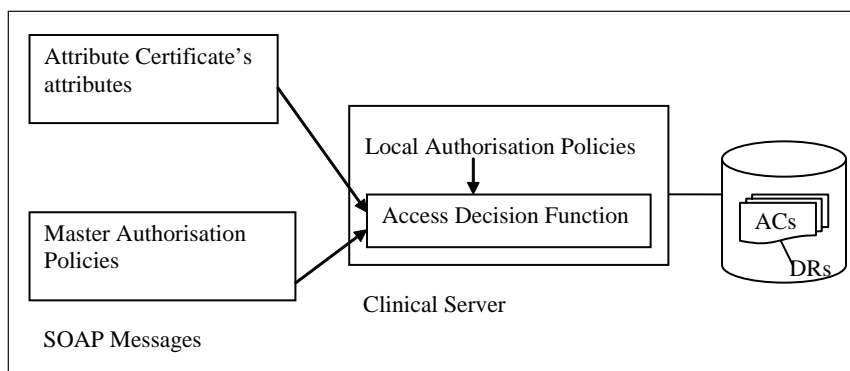 Attribute Certificate's
attributes
Local Authorisation Policies
Access Decision Function
Master Authorisation
Policies
Clinical Server
SOAP Messages
ACs
DRs